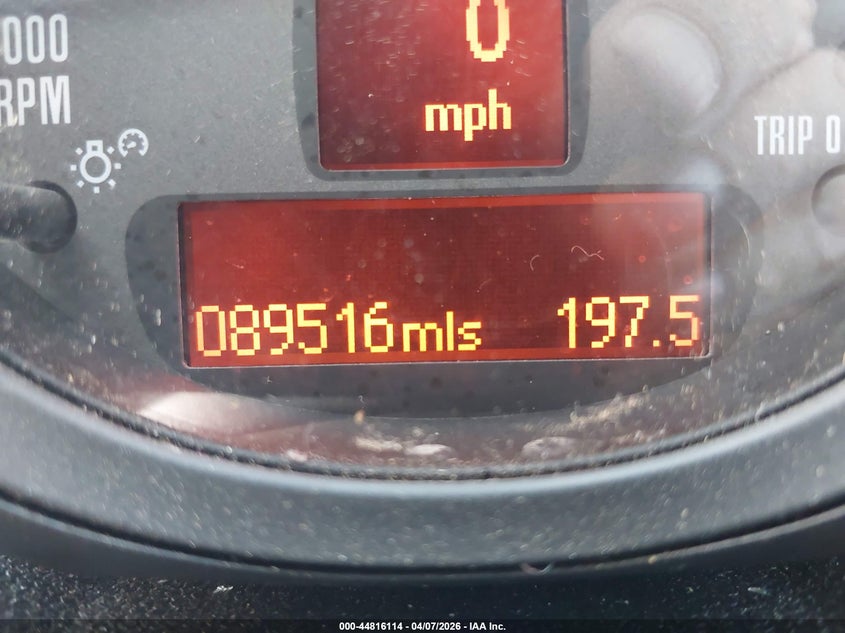 0
mph
000
RPM
TRIP 0
089516mls 197.5
000-44816114 - 04/07/2026 - IAA Inc.